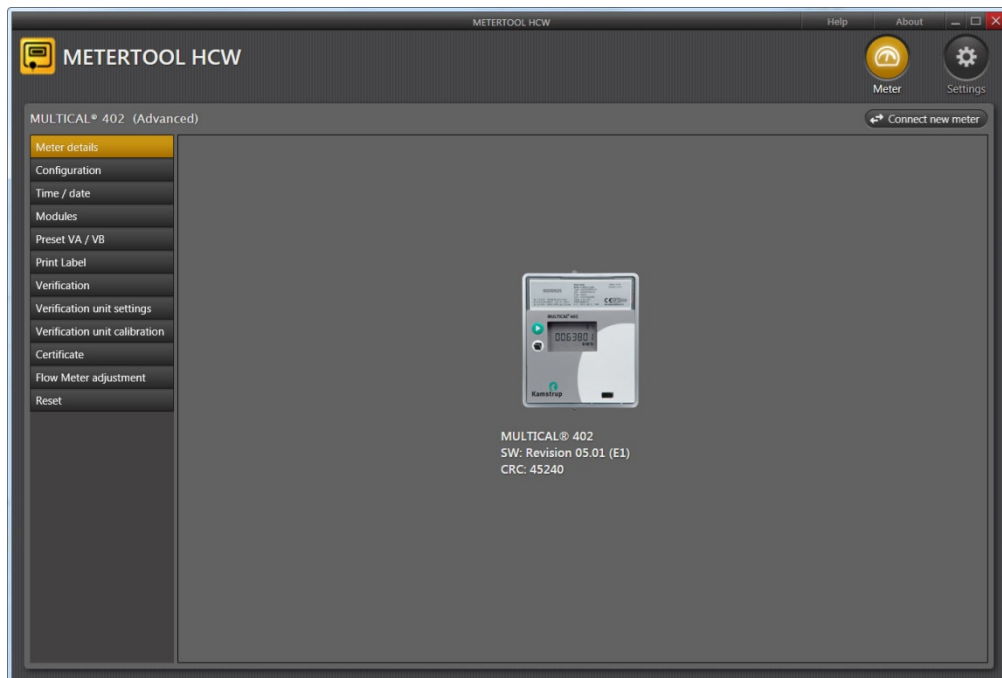 METERTOOL HCW
Help
About
METERTOOL HCW
Meter
Settings
MULTICAL® 402 (Advanced)
Connect new meter
Meter details
Configuration
Time / date
Modules
Preset VA / VB
Print Label
Verification
Verification unit settings
Verification unit calibration
Certificate
Flow Meter adjustment
Reset
MULTICAL® 402
0063801
Kamstrup
MULTICAL® 402
SW: Revision 05.01 (E1)
CRC: 45240